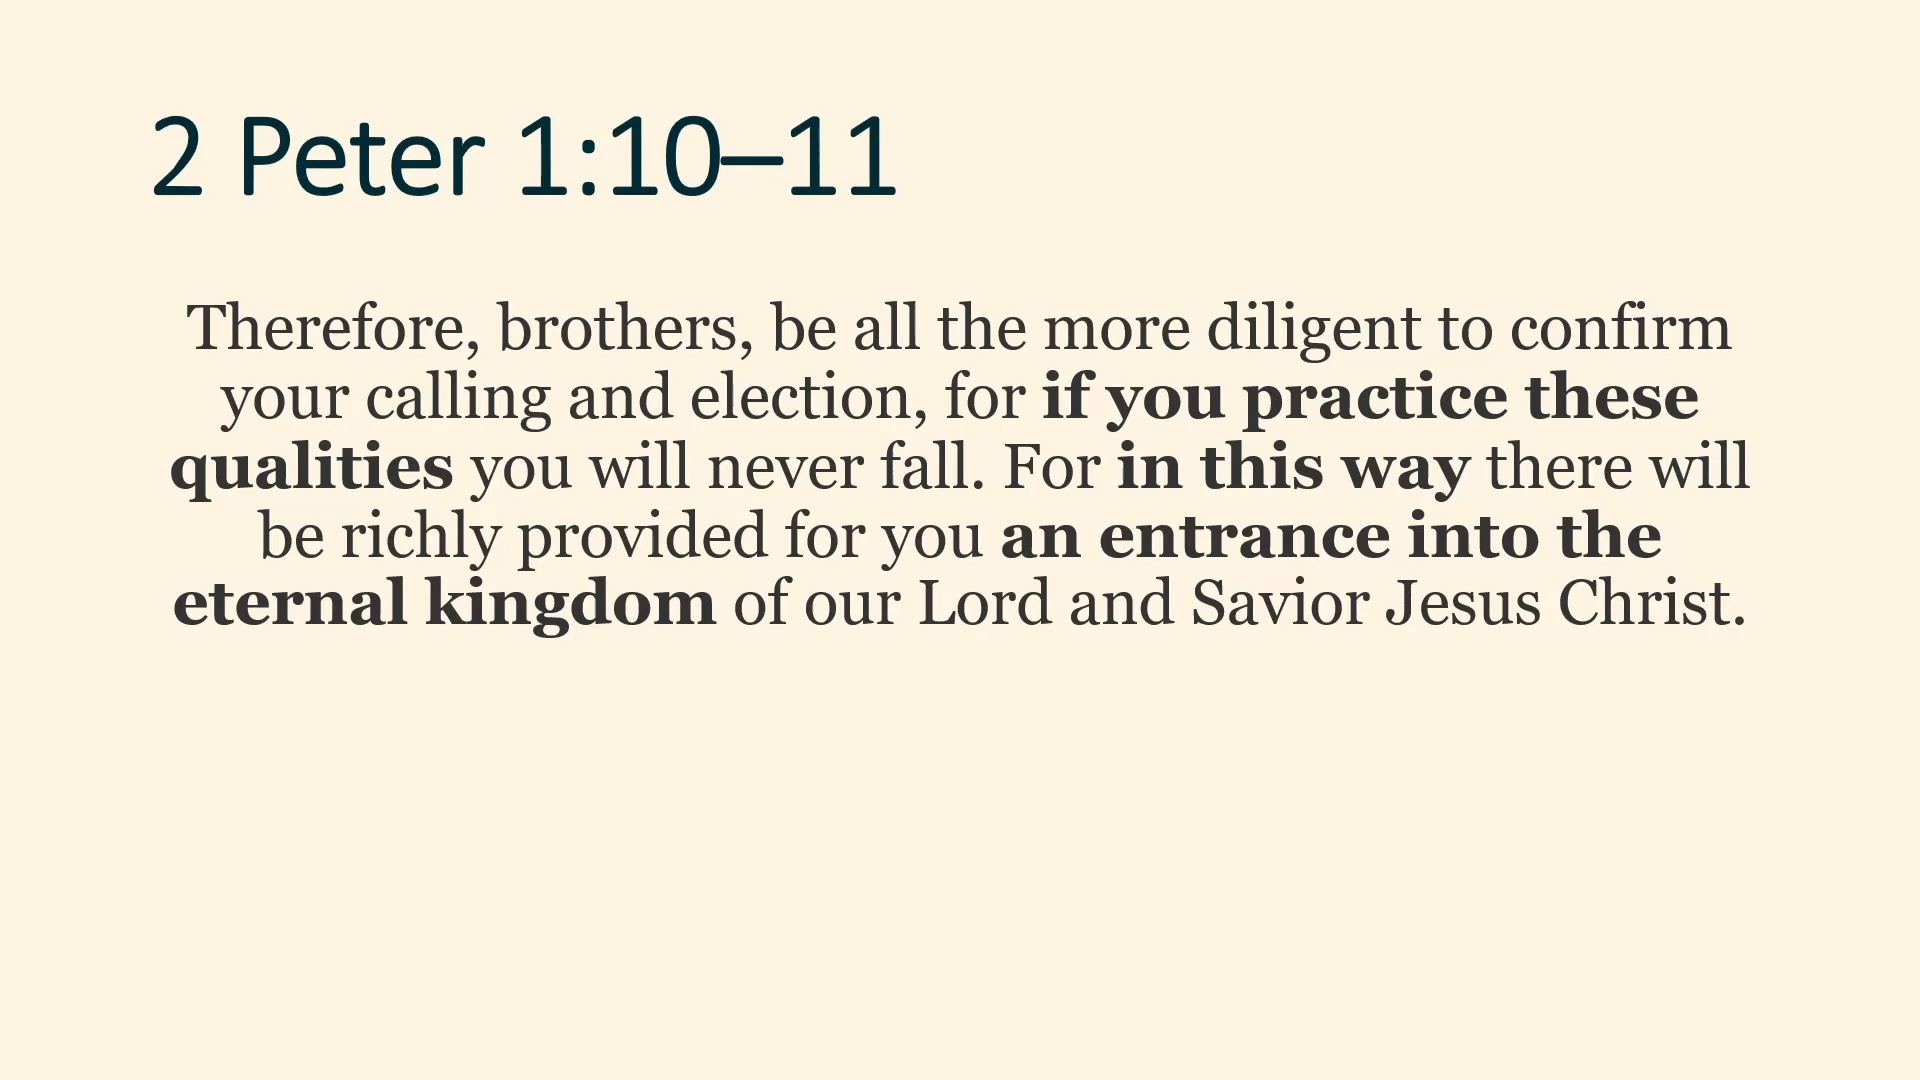 2 Peter 1:10–11
Therefore, brothers, be all the more diligent to confirm
your calling and election, for if you practice these
qualities you will never fall. For in this way there will
be richly provided for you an entrance into the
eternal kingdom of our Lord and Savior Jesus Christ.